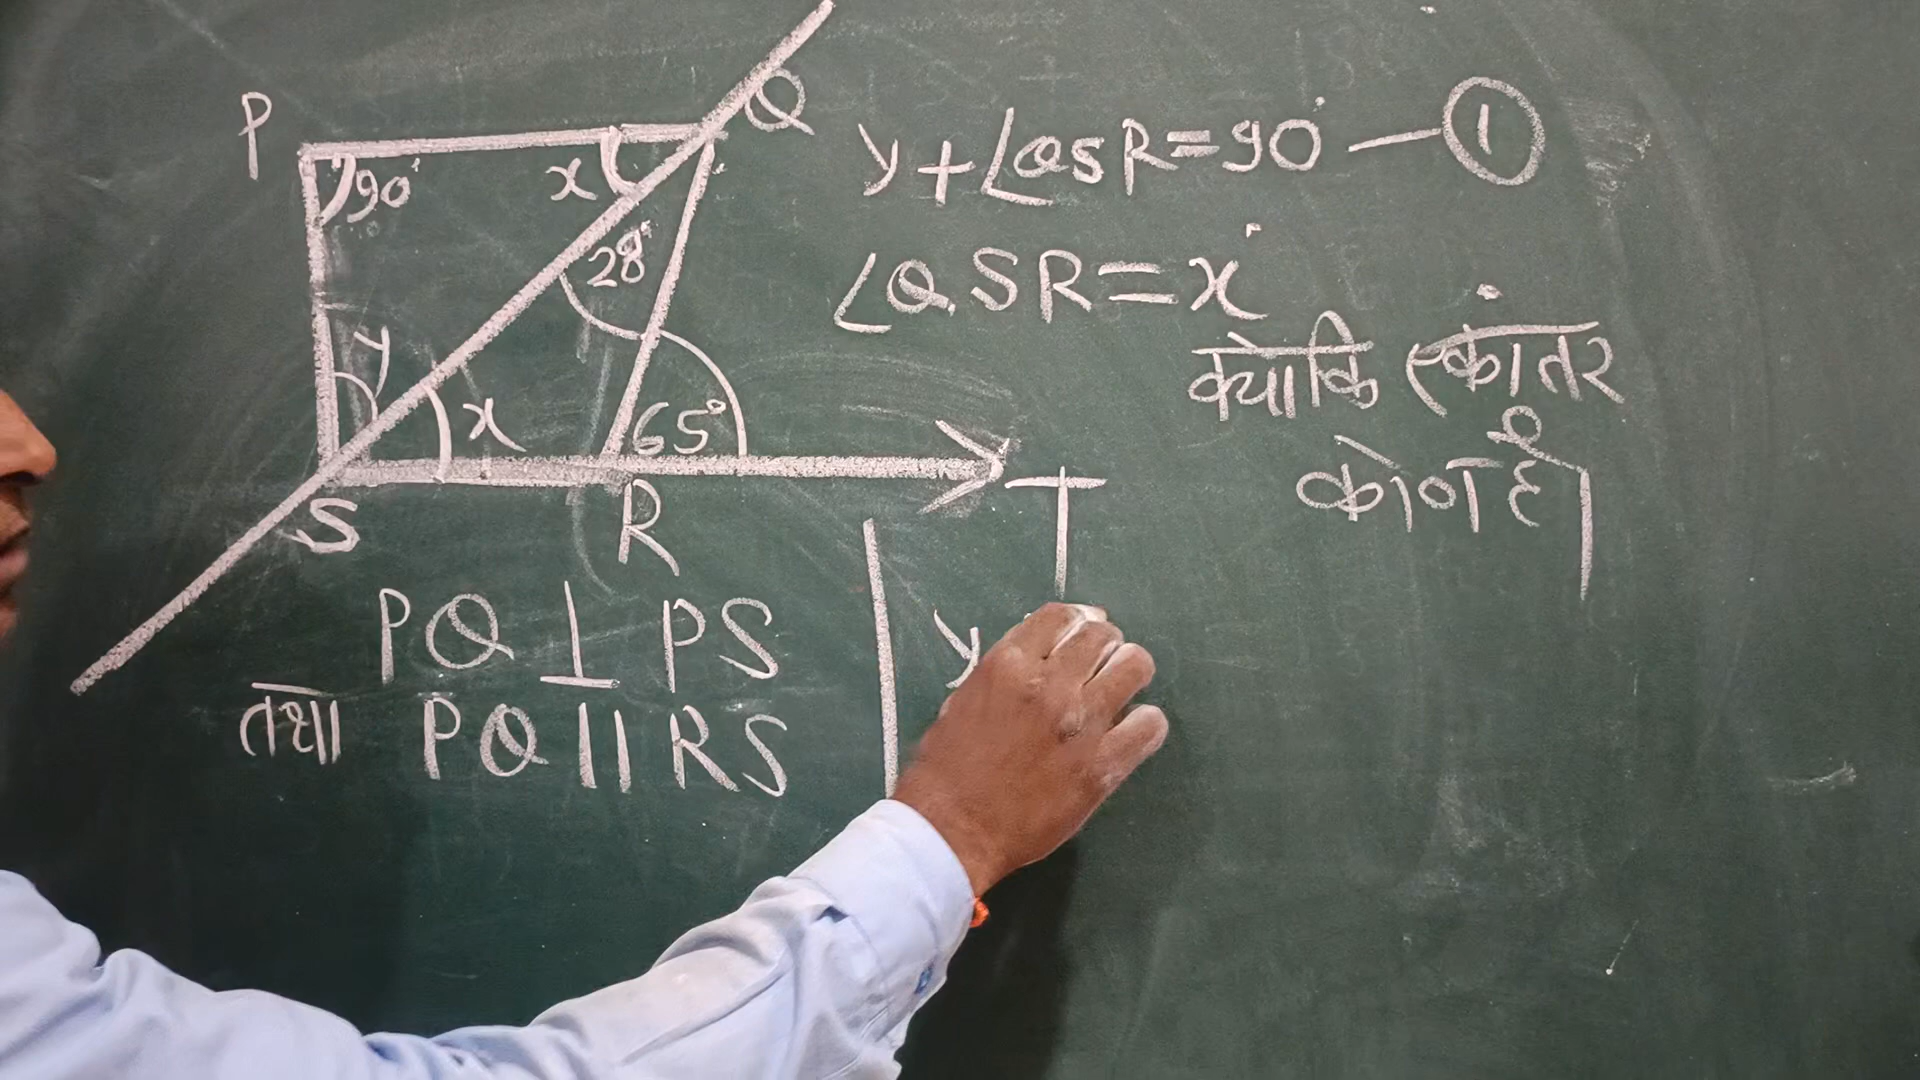 P
Q
90°
x
28°
y
x
65°
S
R
T
PQ ⊥ PS
तथा PQ || RS
y + ∠QSR = 90° — ①
∠QSR = x°
क्योकि एकांतर
कोण है।
y